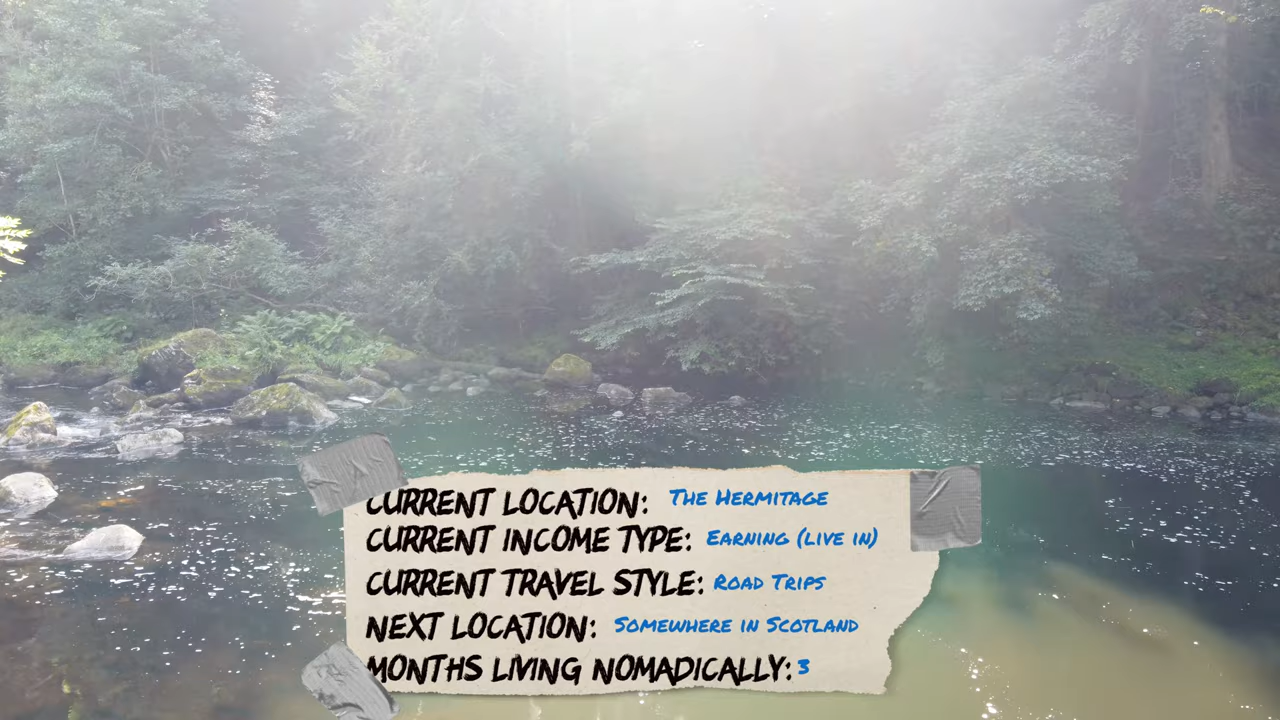 CURRENT LOCATION: THE HERMITAGE
CURRENT INCOME TYPE: EARNING (LIVE IN)
CURRENT TRAVEL STYLE: ROAD TRIPS
NEXT LOCATION: SOMEWHERE IN SCOTLAND
MONTHS LIVING NOMADICALLY: 3